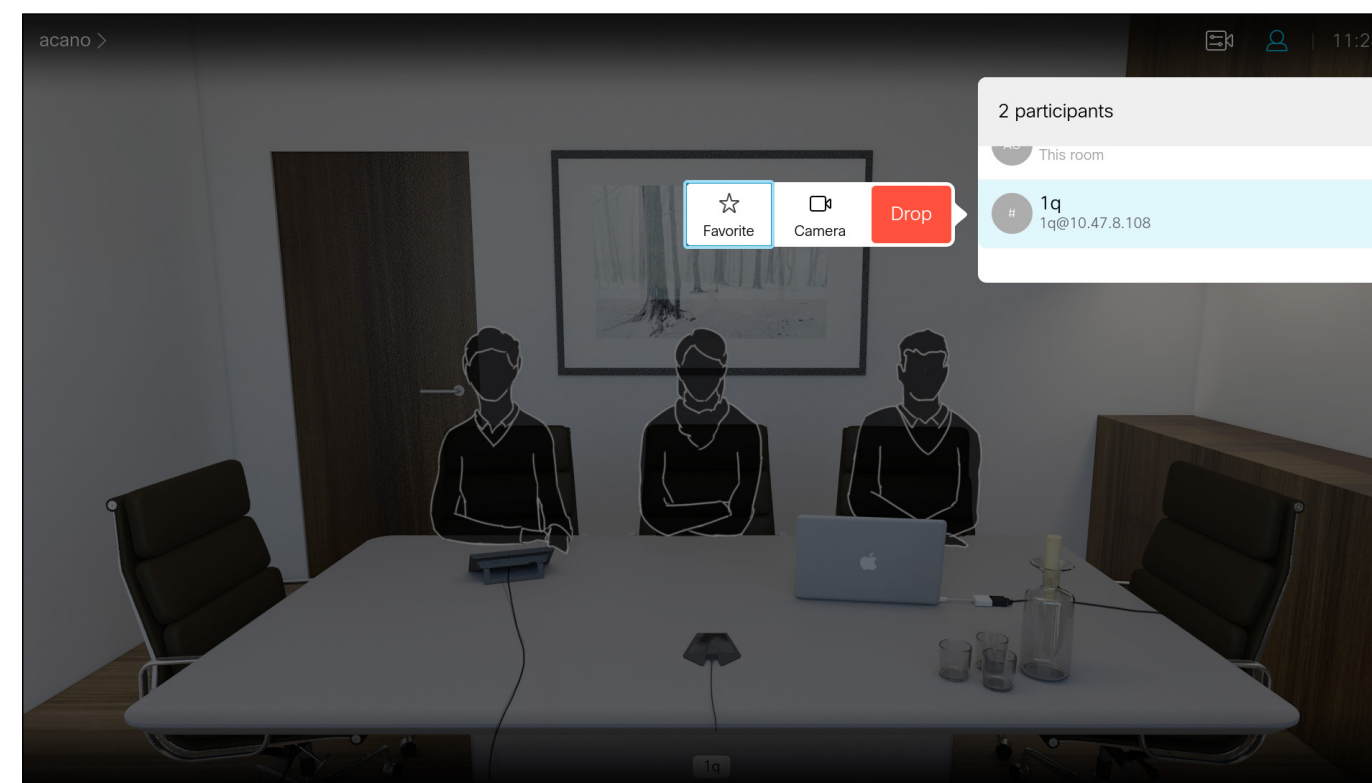 acano >
11:2
2 participants
This room
1q
1q@10.47.8.108
#
Favorite
Camera
Drop
1q